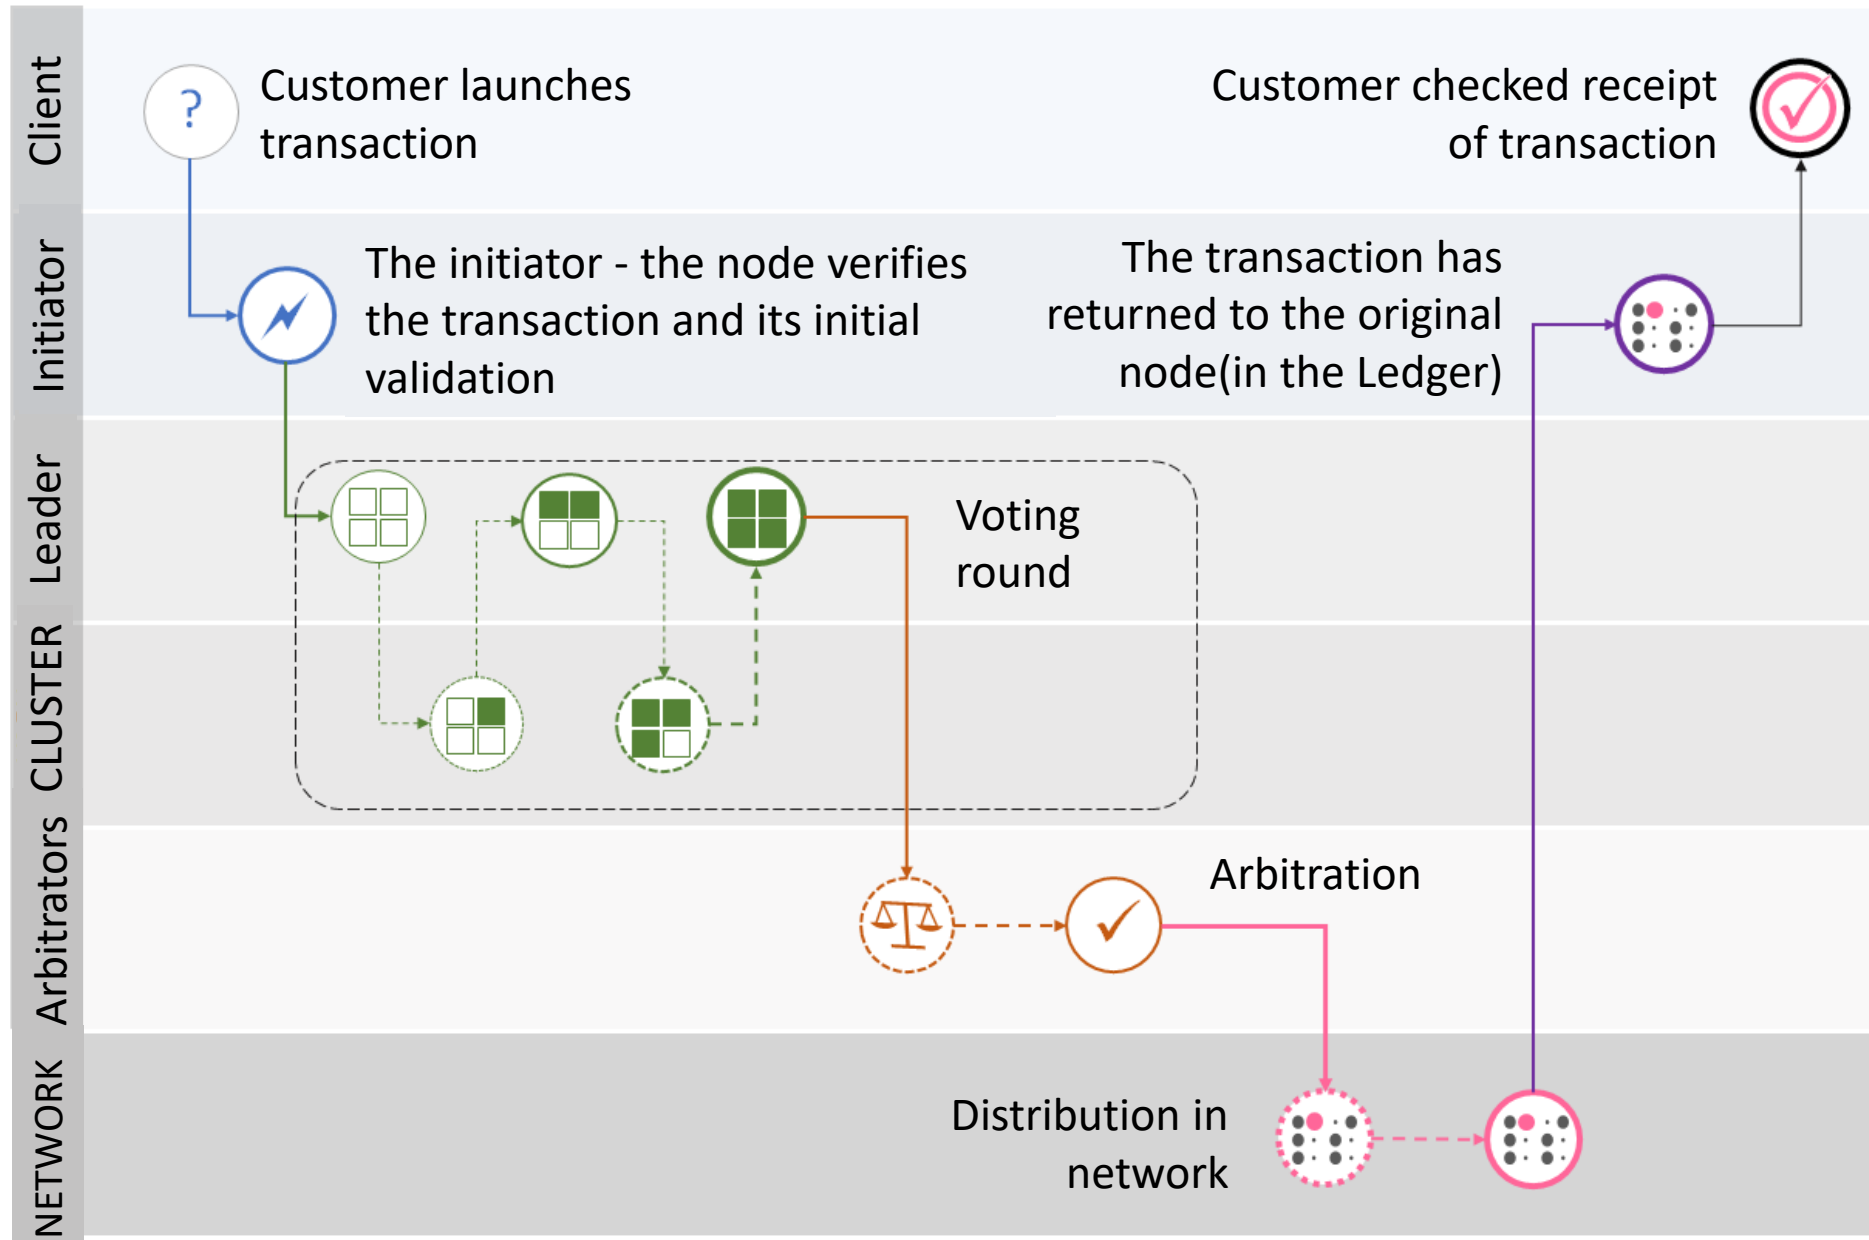 Client
Customer launches
transaction
?
Customer checked receipt
of transaction
Initiator
The initiator - the node verifies
the transaction and its initial
validation
The transaction has
returned to the original
node(in the Ledger)
Leader
Voting
round
CLUSTER
Arbitrators
Arbitration
NETWORK
Distribution in
network